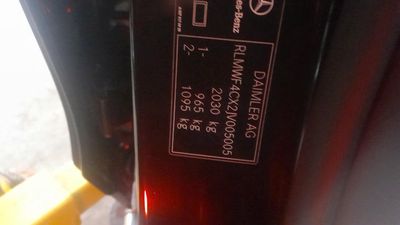 DAIMLER AG
RLMWF4CX2JV005005
2030 kg
1- 965 kg
2- 1095 kg